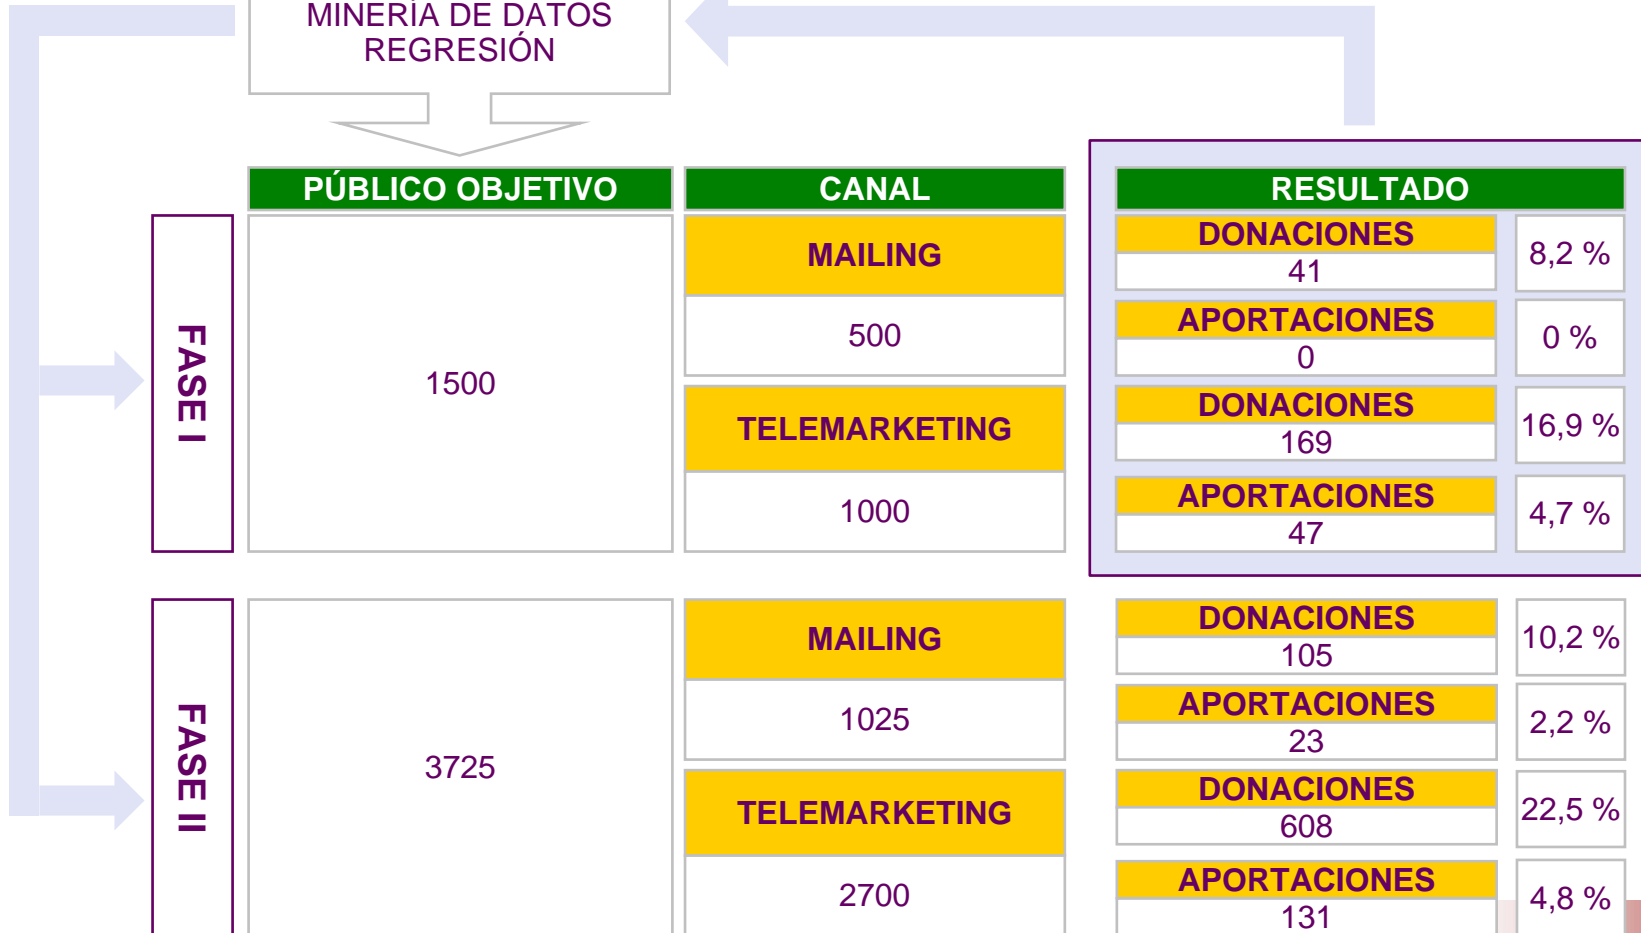 MINERÍA DE DATOS
REGRESIÓN
PÚBLICO OBJETIVO
CANAL
RESULTADO
FASE I
1500
MAILING
500
TELEMARKETING
1000
DONACIONES
41
8,2 %
APORTACIONES
0
0 %
DONACIONES
169
16,9 %
APORTACIONES
47
4,7 %
FASE II
3725
MAILING
1025
TELEMARKETING
2700
DONACIONES
105
10,2 %
APORTACIONES
23
2,2 %
DONACIONES
608
22,5 %
APORTACIONES
131
4,8 %